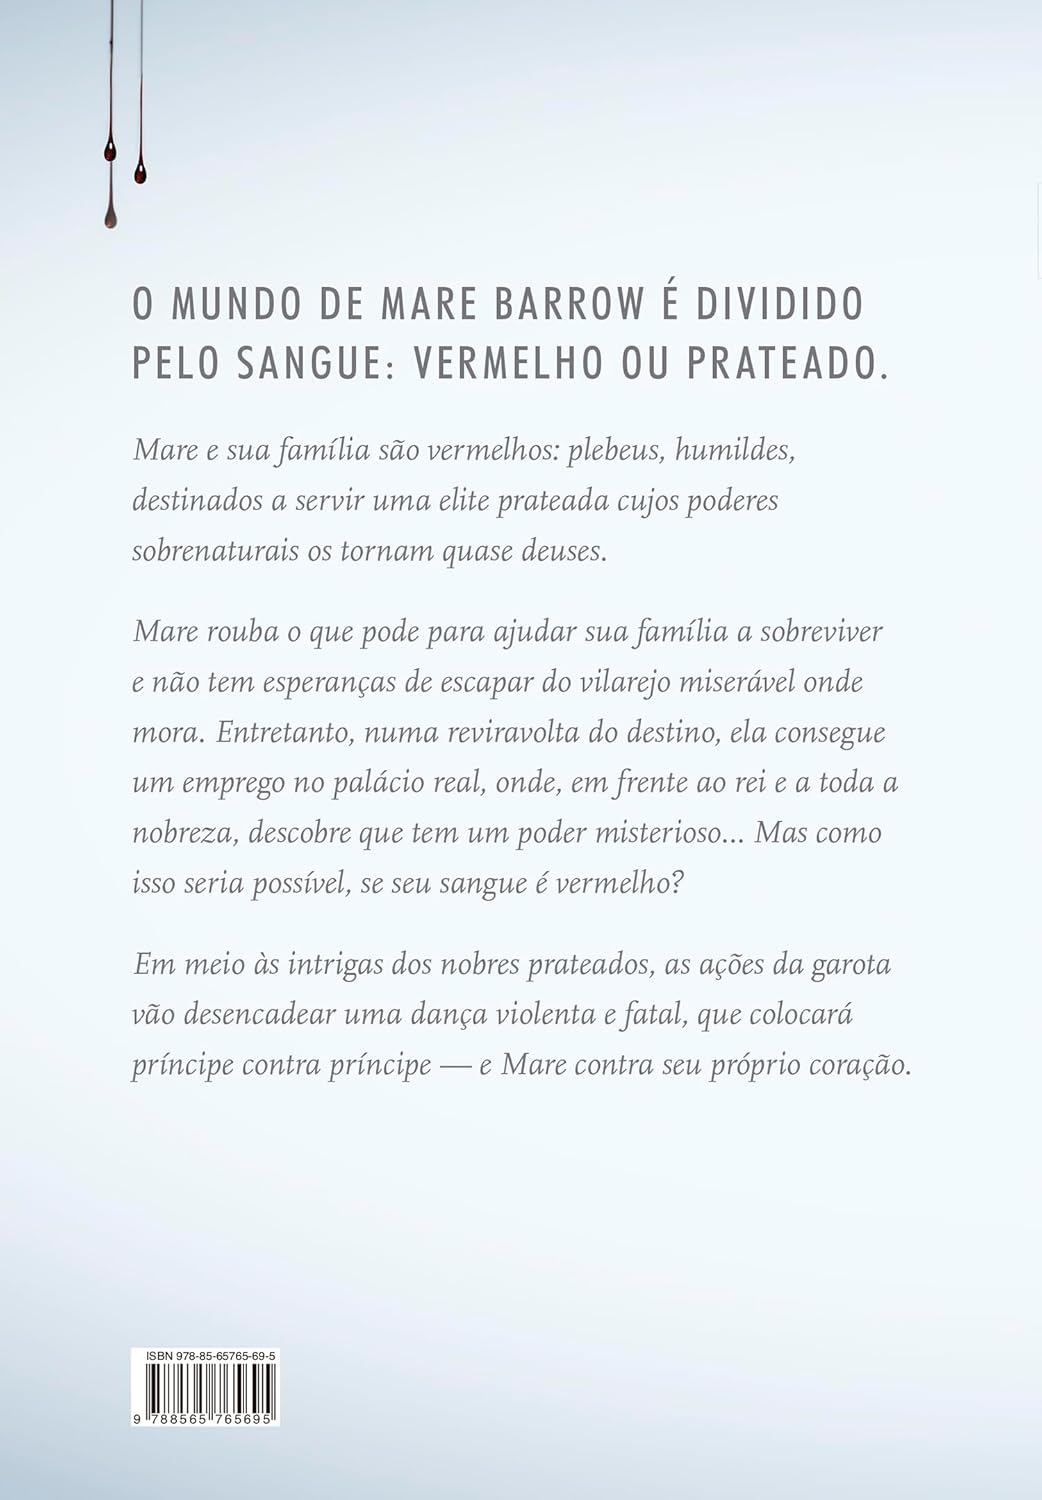 O MUNDO DE MARE BARROW É DIVIDIDO
PELO SANGUE: VERMELHO OU PRATEADO.
Mare e sua família são vermelhos: plebeus, humildes,
destinados a servir uma elite prateada cujos poderes
sobrenaturais os tornam quase deuses.
Mare rouba o que pode para ajudar sua família a sobreviver
e não tem esperanças de escapar do vilarejo miserável onde
mora. Entretanto, numa reviravolta do destino, ela consegue
um emprego no palácio real, onde, em frente ao rei e a toda a
nobreza, descobre que tem um poder misterioso... Mas como
isso seria possível, se seu sangue é vermelho?
Em meio às intrigas dos nobres prateados, as ações da garota
vão desencadear uma dança violenta e fatal, que colocará
príncipe contra príncipe — e Mare contra seu próprio coração.
ISBN 978-85-65765-69-5
9 788565 765695